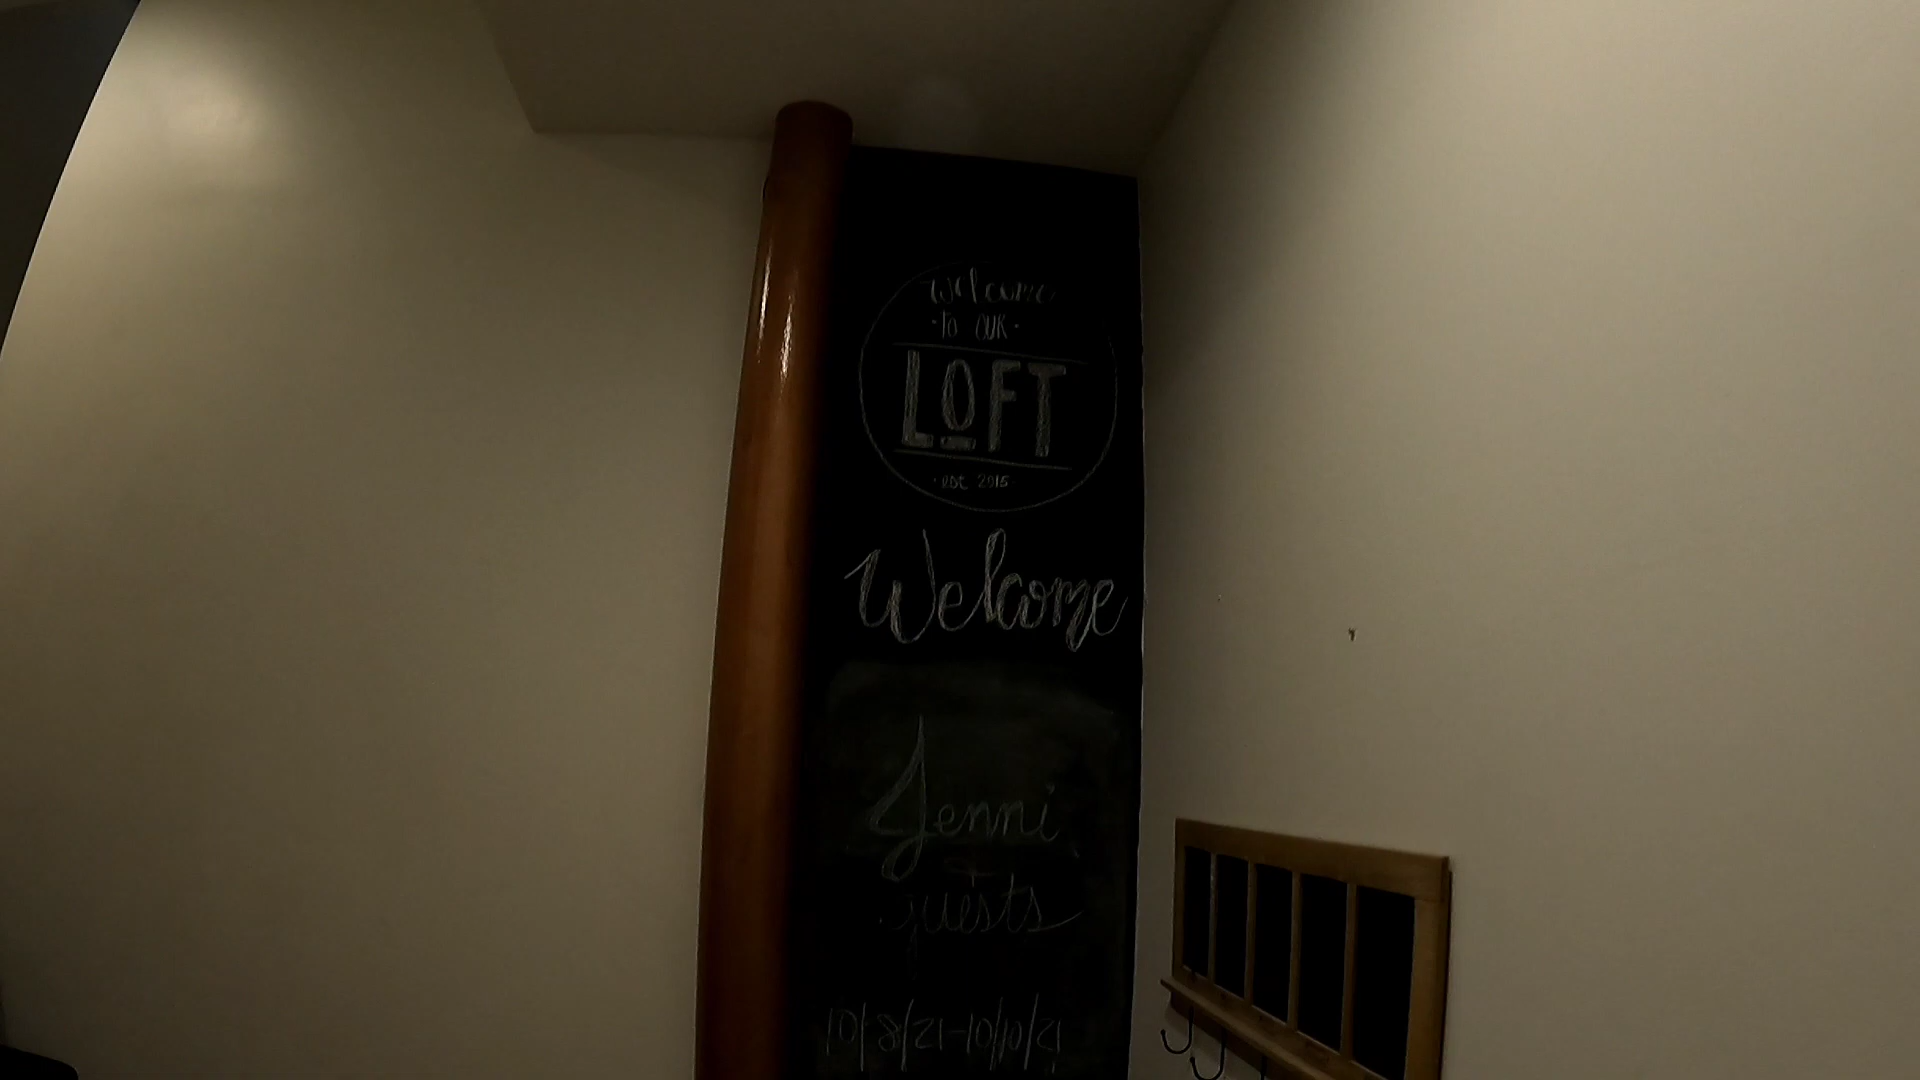 Welcome
·to OUR·
LOFT
·est 2015·
Welcome
Jenni
+
guests
10/8/21-10/10/21